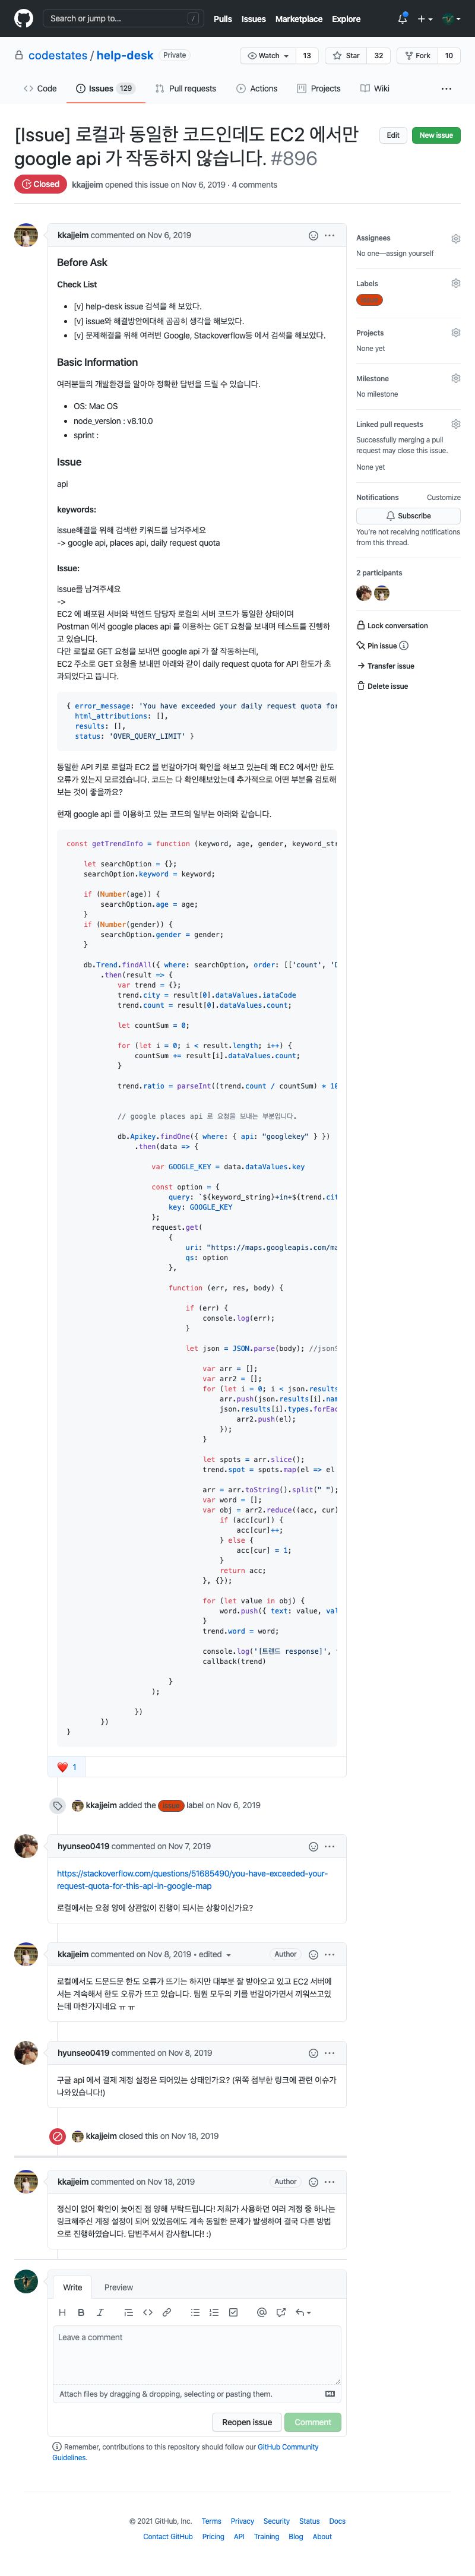 Search or jump to... /
Pulls Issues Marketplace Explore
codestates / help-desk Private
Watch 13 Star 32 Fork 10
Code Issues 129 Pull requests Actions Projects Wiki ...
[Issue] 로컬과 동일한 코드인데도 EC2 에서만
google api 가 작동하지 않습니다. #896
Edit New issue
Closed kkajjeim opened this issue on Nov 6, 2019 · 4 comments
kkajjeim commented on Nov 6, 2019
Before Ask
Check List
• [v] help-desk issue 검색을 해 보았다.
• [v] issue와 해결방안에대해 곰곰히 생각을 해보았다.
• [v] 문제해결을 위해 여러번 Google, Stackoverflow등 에서 검색을 해보았다.
Basic Information
여러분들의 개발환경을 알아야 정확한 답변을 드릴 수 있습니다.
• OS: Mac OS
• node_version : v8.10.0
• sprint :
Issue
api
keywords:
issue해결을 위해 검색한 키워드를 남겨주세요
-> google api, places api, daily request quota
Issue:
issue를 남겨주세요
->
EC2 에 배포된 서버와 백엔드 담당자 로컬의 서버 코드가 동일한 상태이며
Postman 에서 google places api 를 이용하는 GET 요청을 보내며 테스트를 진행하
고 있습니다.
다만 로컬로 GET 요청을 보내면 google api 가 잘 작동하는데,
EC2 주소로 GET 요청을 보내면 아래와 같이 daily request quota for API 한도가 초
과되었다고 뜹니다.
{ error_message: 'You have exceeded your daily request quota for
html_attributions: [],
results: [],
status: 'OVER_QUERY_LIMIT' }
동일한 API 키로 로컬과 EC2 를 번갈아가며 확인을 해보고 있는데 왜 EC2 에서만 한도
오류가 있는지 모르겠습니다. 코드는 다 확인해보았는데 추가적으로 어떤 부분을 검토해
보는 것이 좋을까요?
현재 google api 를 이용하고 있는 코드의 일부는 아래와 같습니다.
const getTrendInfo = function (keyword, age, gender, keyword_str
let searchOption = {};
searchOption.keyword = keyword;
if (Number(age)) {
searchOption.age = age;
}
if (Number(gender)) {
searchOption.gender = gender;
}
db.Trend.findAll({ where: searchOption, order: [['count', 'D
.then(result => {
var trend = {};
trend.city = result[0].dataValues.iataCode
trend.count = result[0].dataValues.count;
let countSum = 0;
for (let i = 0; i < result.length; i++) {
countSum += result[i].dataValues.count;
}
trend.ratio = parseInt((trend.count / countSum) * 10
// google places api 로 요청을 보내는 부분입니다.
db.Apikey.findOne({ where: { api: "googlekey" } })
.then(data => {
var GOOGLE_KEY = data.dataValues.key
const option = {
query: `${keyword_string}+in+${trend.cit
key: GOOGLE_KEY
};
request.get(
{
uri: "https://maps.googleapis.com/ma
qs: option
},
function (err, res, body) {
if (err) {
console.log(err);
}
let json = JSON.parse(body); //jsonS
var arr = [];
var arr2 = [];
for (let i = 0; i < json.results
arr.push(json.results[i].nam
json.results[i].types.forEac
arr2.push(el);
});
}
let spots = arr.slice();
trend.spot = spots.map(el => el
arr = arr.toString().split(" ");
var word = [];
var obj = arr2.reduce((acc, cur)
if (acc[cur]) {
acc[cur]++;
} else {
acc[cur] = 1;
}
return acc;
}, {});
for (let value in obj) {
word.push({ text: value, val
}
trend.word = word;
console.log('[트렌드 response]',
callback(trend)
}
);
})
})
}
❤️ 1
Assignees
No one—assign yourself
Labels
Projects
None yet
Milestone
No milestone
Linked pull requests
Successfully merging a pull
request may close this issue.
None yet
Notifications Customize
Subscribe
You're not receiving notifications
from this thread.
2 participants
Lock conversation
Pin issue
Transfer issue
Delete issue
kkajjeim added the issue label on Nov 6, 2019
hyunseo0419 commented on Nov 7, 2019
https://stackoverflow.com/questions/51685490/you-have-exceeded-your-
request-quota-for-this-api-in-google-map
로컬에서는 요청 양에 상관없이 진행이 되시는 상황이신가요?
kkajjeim commented on Nov 8, 2019 • edited Author
로컬에서도 드문드문 한도 오류가 뜨기는 하지만 대부분 잘 받아오고 있고 EC2 서버에
서는 계속해서 한도 오류가 뜨고 있습니다. 팀원 모두의 키를 번갈아가면서 끼워쓰고있
는데 마찬가지네요 ㅠ ㅠ
hyunseo0419 commented on Nov 8, 2019
구글 api 에서 결제 계정 설정은 되어있는 상태인가요? (위쪽 첨부한 링크에 관련 이슈가
나와있습니다!)
kkajjeim closed this on Nov 18, 2019
kkajjeim commented on Nov 18, 2019 Author
정신이 없어 확인이 늦어진 점 양해 부탁드립니다! 저희가 사용하던 여러 계정 중 하나는
링크해주신 계정 설정이 되어 있었음에도 계속 동일한 문제가 발생하여 결국 다른 방법
으로 진행하였습니다. 답변주셔서 감사합니다! :)
Write Preview
Leave a comment
Attach files by dragging & dropping, selecting or pasting them.
Reopen issue Comment
Remember, contributions to this repository should follow our GitHub Community
Guidelines.
© 2021 GitHub, Inc. Terms Privacy Security Status Docs
Contact GitHub Pricing API Training Blog About